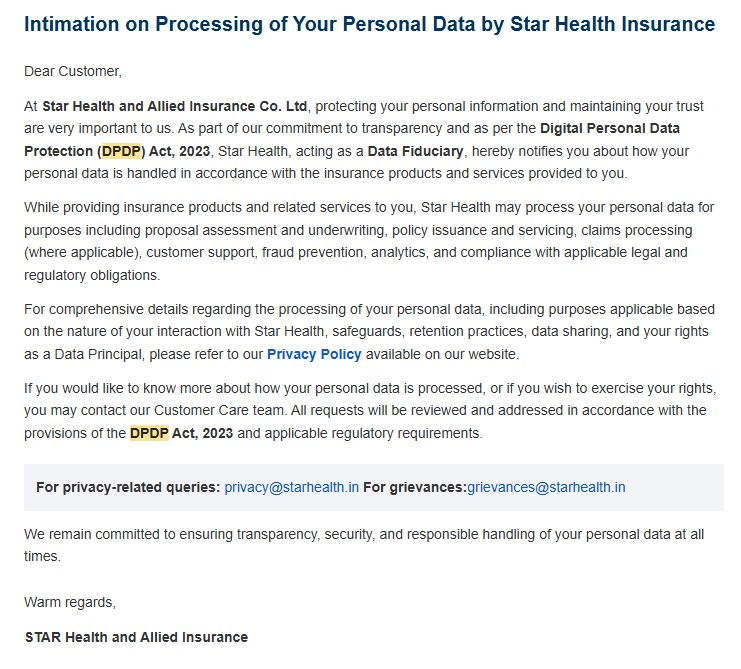 Intimation on Processing of Your Personal Data by Star Health Insurance
Dear Customer,
At Star Health and Allied Insurance Co. Ltd, protecting your personal information and maintaining your trust
are very important to us. As part of our commitment to transparency and as per the Digital Personal Data
Protection (DPDP) Act, 2023, Star Health, acting as a Data Fiduciary, hereby notifies you about how your
personal data is handled in accordance with the insurance products and services provided to you.
While providing insurance products and related services to you, Star Health may process your personal data for
purposes including proposal assessment and underwriting, policy issuance and servicing, claims processing
(where applicable), customer support, fraud prevention, analytics, and compliance with applicable legal and
regulatory obligations.
For comprehensive details regarding the processing of your personal data, including purposes applicable based
on the nature of your interaction with Star Health, safeguards, retention practices, data sharing, and your rights
as a Data Principal, please refer to our Privacy Policy available on our website.
If you would like to know more about how your personal data is processed, or if you wish to exercise your rights,
you may contact our Customer Care team. All requests will be reviewed and addressed in accordance with the
provisions of the DPDP Act, 2023 and applicable regulatory requirements.
For privacy-related queries: privacy@starhealth.in For grievances:grievances@starhealth.in
We remain committed to ensuring transparency, security, and responsible handling of your personal data at all
times.
Warm regards,
STAR Health and Allied Insurance